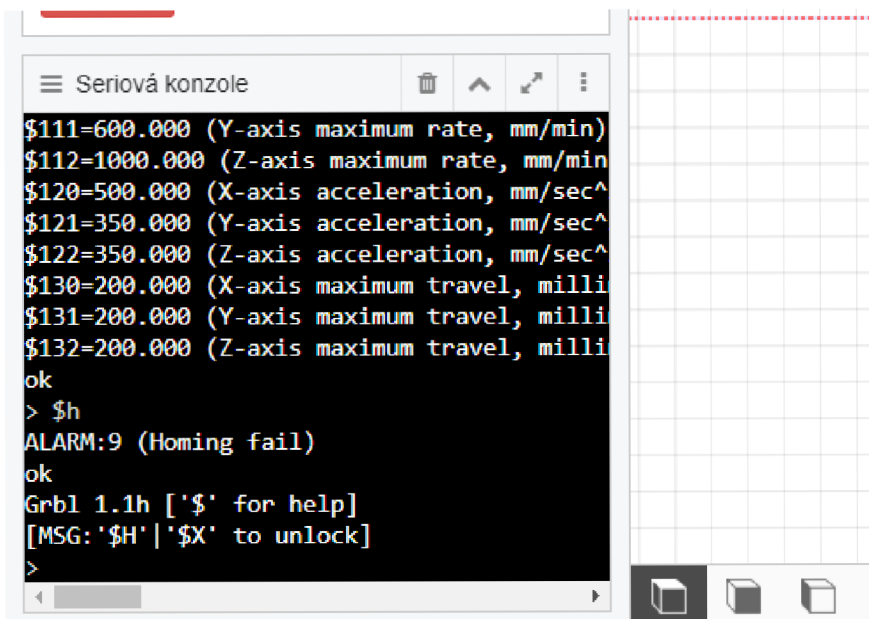 Seriová konzole
$111=600.000 (Y-axis maximum rate, mm/min)
$112=1000.000 (Z-axis maximum rate, mm/min
$120=500.000 (X-axis acceleration, mm/sec^
$121=350.000 (Y-axis acceleration, mm/sec^
$122=350.000 (Z-axis acceleration, mm/sec^
$130=200.000 (X-axis maximum travel, milli
$131=200.000 (Y-axis maximum travel, milli
$132=200.000 (Z-axis maximum travel, milli
ok
> $h
ALARM:9 (Homing fail)
ok
Grbl 1.1h ['$' for help]
[MSG:'$H'|'$X' to unlock]
>